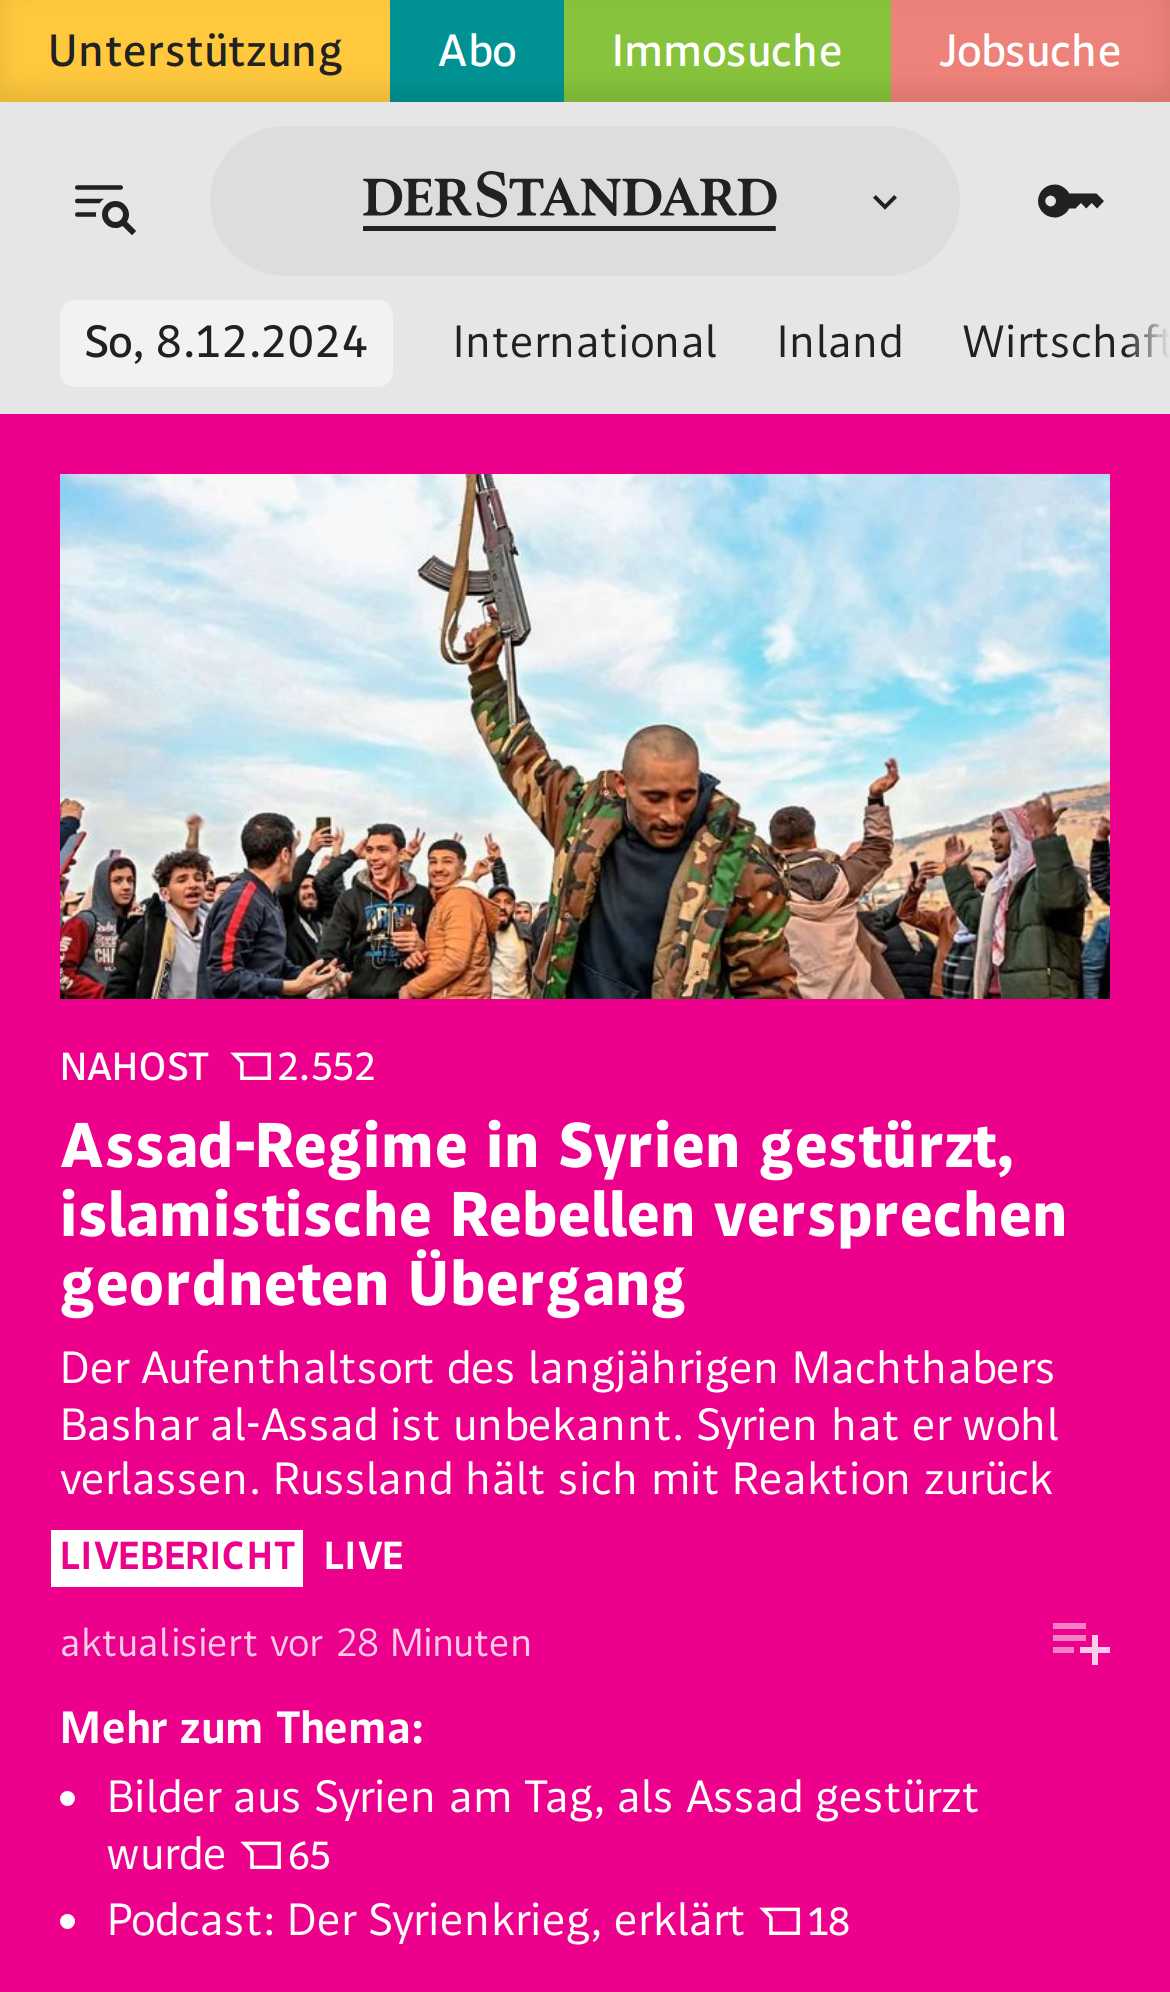 Unterstützung Abo Immosuche Jobsuche
DERSTANDARD
So, 8.12.2024 International Inland Wirtschaft
NAHOST 2.552
Assad-Regime in Syrien gestürzt,
islamistische Rebellen versprechen
geordneten Übergang
Der Aufenthaltsort des langjährigen Machthabers
Bashar al-Assad ist unbekannt. Syrien hat er wohl
verlassen. Russland hält sich mit Reaktion zurück
LIVEBERICHT LIVE
aktualisiert vor 28 Minuten
Mehr zum Thema:
• Bilder aus Syrien am Tag, als Assad gestürzt
wurde 65
• Podcast: Der Syrienkrieg, erklärt 18